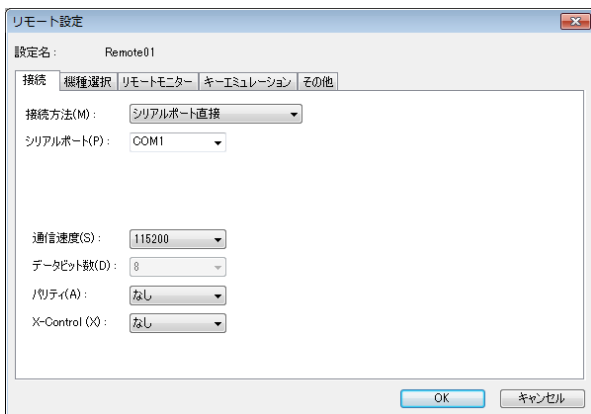 リモート設定
設定名： Remote01
接続 機種選択 リモートモニター キーエミュレーション その他
接続方法(M)： シリアルポート直接
シリアルポート(P)： COM1
通信速度(S)： 115200
データビット数(D)： 8
パリティ(A)： なし
X-Control (X)： なし
OK キャンセル